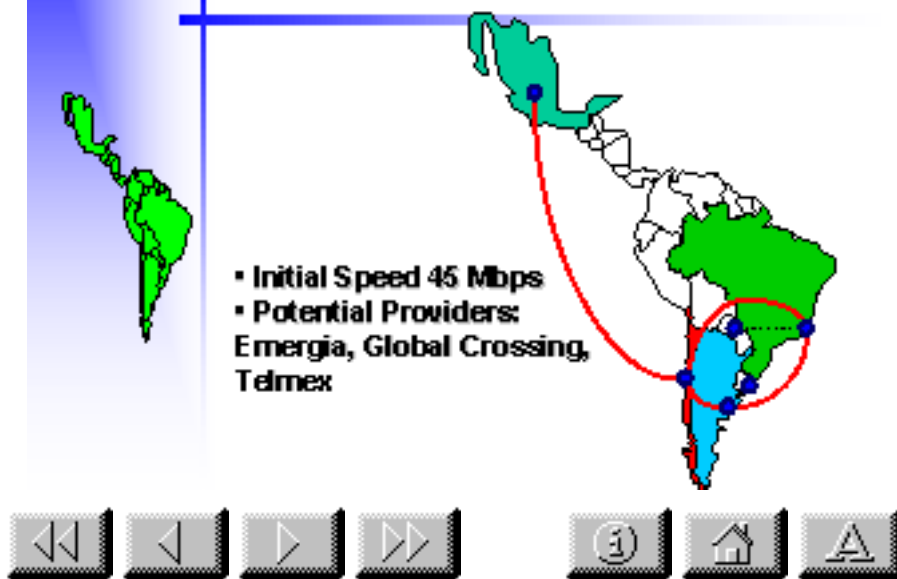 • Initial Speed 45 Mbps
• Potential Providers:
Emergia, Global Crossing,
Telmex